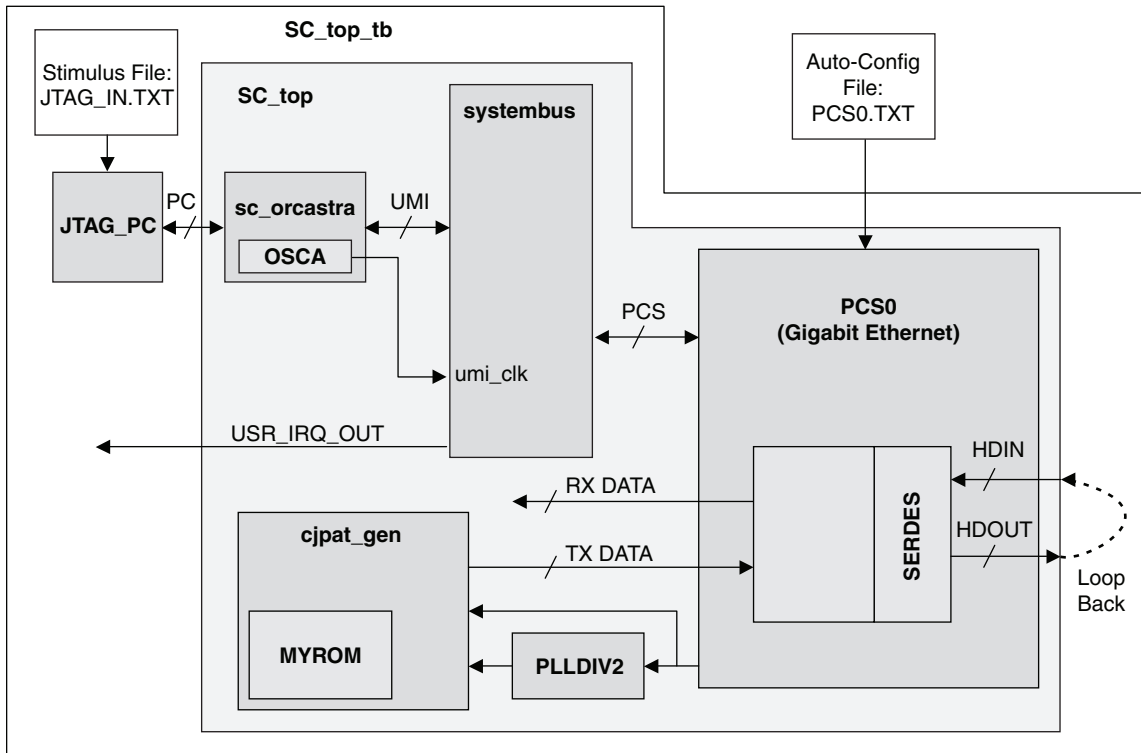 SC_top_tb
Stimulus File:
JTAG_IN.TXT
Auto-Config
File:
PCS0.TXT
SC_top
systembus
JTAG_PC
PC
sc_orcastra
OSCA
UMI
umi_clk
PCS
PCS0
(Gigabit Ethernet)
USR_IRQ_OUT
RX DATA
HDIN
SERDES
HDOUT
Loop
Back
cjpat_gen
TX DATA
MYROM
PLLDIV2